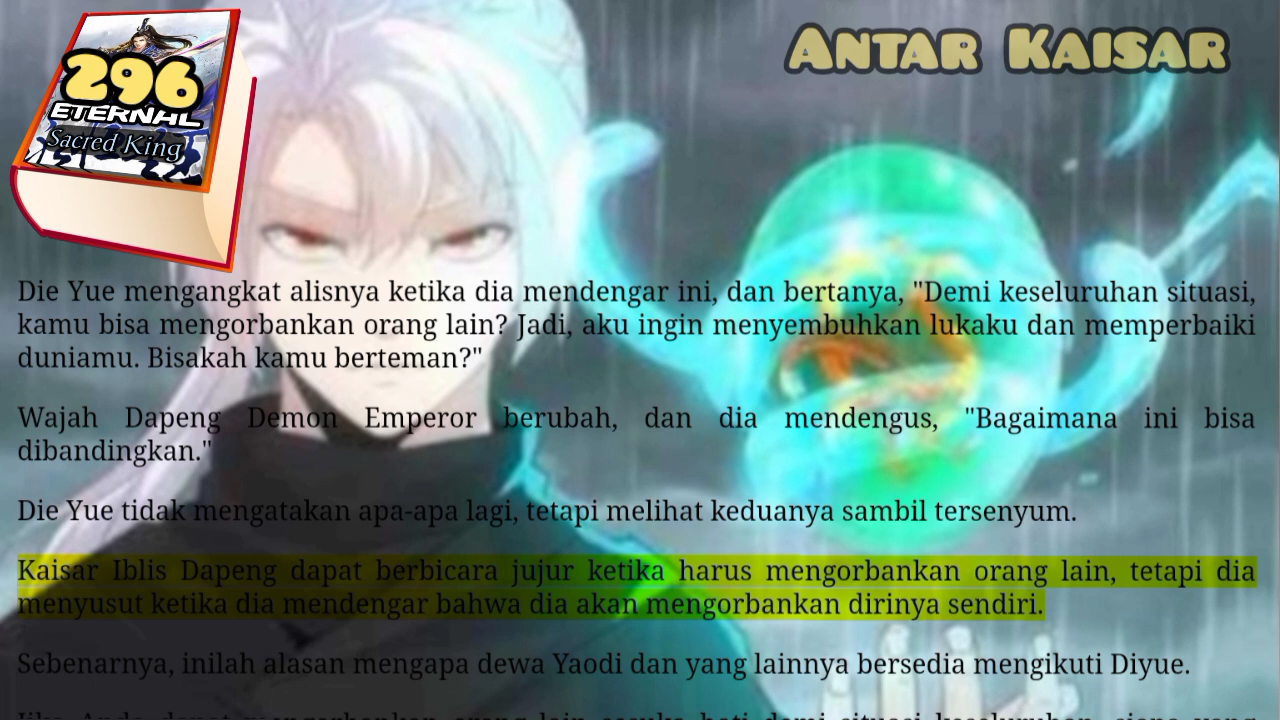 296
ETERNAL
Sacred King
ANTAR KAISAR
Die Yue mengangkat alisnya ketika dia mendengar ini, dan bertanya, "Demi keseluruhan situasi,
kamu bisa mengorbankan orang lain? Jadi, aku ingin menyembuhkan lukaku dan memperbaiki
duniamu. Bisakah kamu berteman?"
Wajah Dapeng Demon Emperor berubah, dan dia mendengus, "Bagaimana ini bisa
dibandingkan."
Die Yue tidak mengatakan apa-apa lagi, tetapi melihat keduanya sambil tersenyum.
Kaisar Iblis Dapeng dapat berbicara jujur ketika harus mengorbankan orang lain, tetapi dia
menyusut ketika dia mendengar bahwa dia akan mengorbankan dirinya sendiri.
Sebenarnya, inilah alasan mengapa dewa Yaodi dan yang lainnya bersedia mengikuti Diyue.